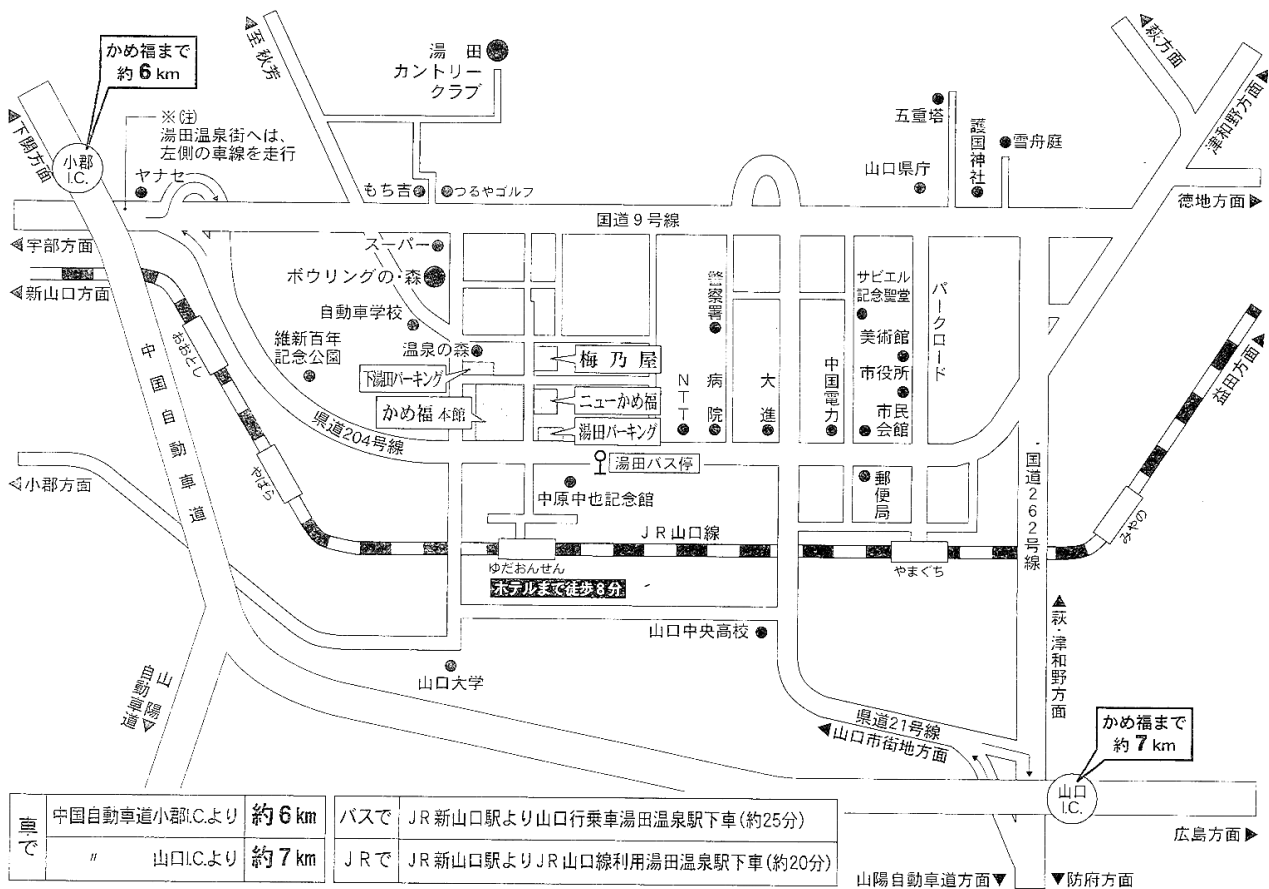 かめ福まで
約6km
小郡
I.C.
◀下関方面
※(注)
湯田温泉街へは、
左側の車線を走行
ヤナセ
◀至 秋芳
湯田
カントリー
クラブ
もち吉
つるやゴルフ
国道9号線
五重塔
護国神社
雪舟庭
山口県庁
◀萩方面
津和野方面▶
徳地方面▶
◀宇部方面
◀新山口方面
おおとし
中国自動車道
維新百年
記念公園
スーパー
ボウリングの・森
自動車学校
温泉の森
下湯田パーキング
かめ福 本館
梅乃屋
ニューかめ福
湯田パーキング
警察署
NTT
病院
大進
中国電力
サビエル
記念聖堂
美術館
市役所
市民
会館
パークロード
益田方面▶
県道204号線
湯田バス停
◀小郡方面
やばら
中原中也記念館
郵便局
国道262号線
みやの
JR山口線
ゆだおんせん
ホテルまで徒歩8分
やまぐち
山口中央高校
山口大学
▲萩・津和野方面
山陽
自動車道▼
県道21号線
◀山口市街地方面
かめ福まで
約7km
山口
I.C.
広島方面▶
山陽自動車道方面▼
▼防府方面
車で
中国自動車道小郡I.C.より 約6km
〃 山口I.C.より 約7km
バスで JR新山口駅より山口行乗車湯田温泉駅下車(約25分)
JRで JR新山口駅よりJR山口線利用湯田温泉駅下車(約20分)